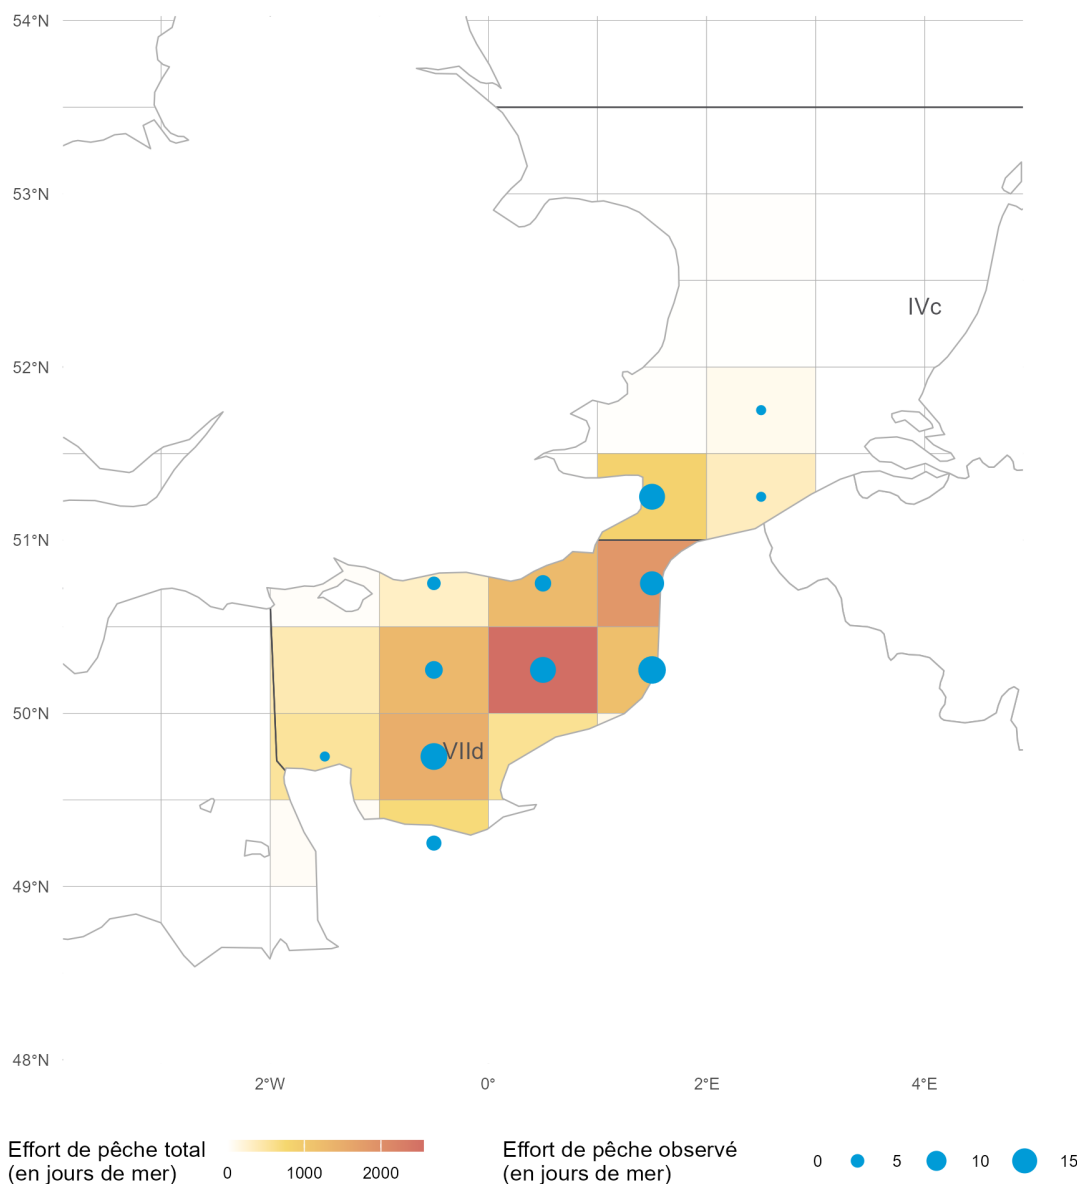 54°N
53°N
IVc
52°N
51°N
50°N
VIId
49°N
48°N
2°W 0° 2°E 4°E
Effort de pêche total
(en jours de mer)
0 1000 2000
Effort de pêche observé
(en jours de mer)
0 5 10 15